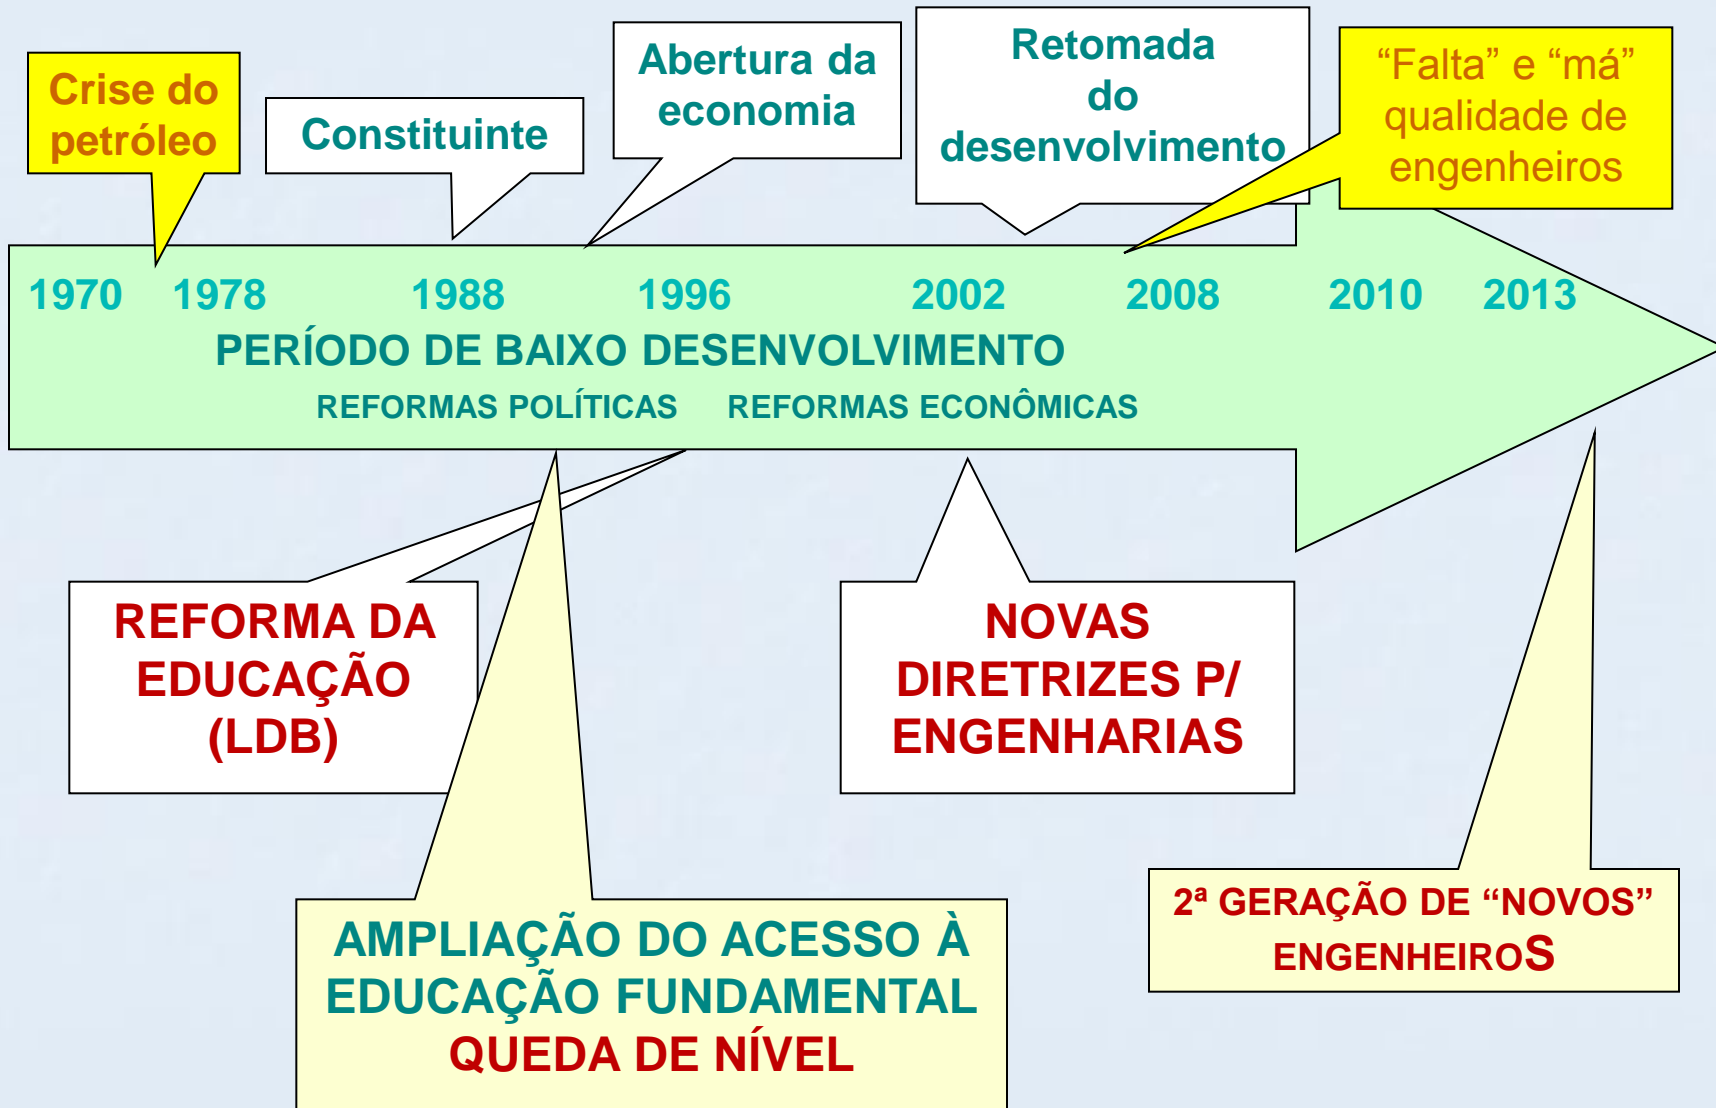 Crise do
petróleo
Constituinte
Abertura da
economia
Retomada
do
desenvolvimento
“Falta” e “má”
qualidade de
engenheiros
1970 1978 1988 1996 2002 2008 2010 2013
PERÍODO DE BAIXO DESENVOLVIMENTO
REFORMAS POLÍTICAS REFORMAS ECONÔMICAS
REFORMA DA
EDUCAÇÃO
(LDB)
NOVAS
DIRETRIZES P/
ENGENHARIAS
AMPLIAÇÃO DO ACESSO À
EDUCAÇÃO FUNDAMENTAL
QUEDA DE NÍVEL
2ª GERAÇÃO DE “NOVOS”
ENGENHEIROS